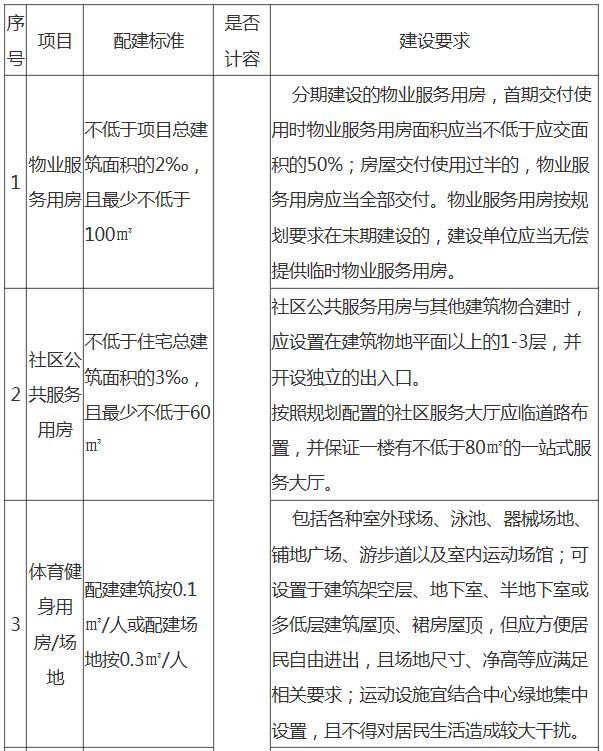 序号 项目 配建标准 是否计容 建设要求
1
物业服
务用房
不低于项目总建
筑面积的2‰，
且最少不低于
100㎡
分期建设的物业服务用房，首期交付使
用时物业服务用房面积应当不低于应交面
积的50%；房屋交付使用过半的，物业服
务用房应当全部交付。物业服务用房按规
划要求在末期建设的，建设单位应当无偿
提供临时物业服务用房。
2
社区公
共服务
用房
不低于住宅总建
筑面积的3‰，
且最少不低于60
㎡
社区公共服务用房与其他建筑物合建时，
应设置在建筑物地平面以上的1-3层，并
开设独立的出入口。
按照规划配置的社区服务大厅应临道路布
置，并保证一楼有不低于80㎡的一站式服
务大厅。
3
体育健
身用
房/场
地
配建建筑按0.1
㎡/人或配建场
地按0.3㎡/人
包括各种室外球场、泳池、器械场地、
铺地广场、游步道以及室内运动场馆；可
设置于建筑架空层、地下室、半地下室或
多低层建筑屋顶、裙房屋顶，但应方便居
民自由进出，且场地尺寸、净高等应满足
相关要求；运动设施宜结合中心绿地集中
设置，且不得对居民生活造成较大干扰。